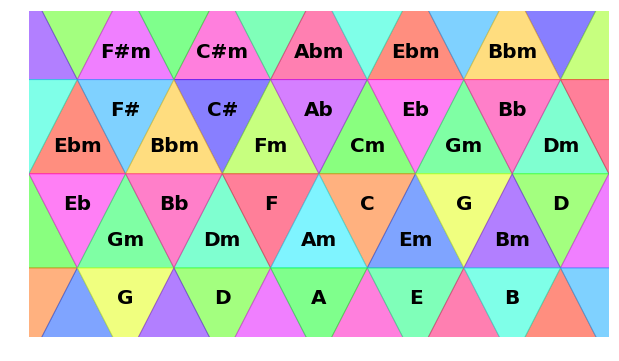 F#m C#m Abm Ebm Bbm
F# C# Ab Eb Bb
Ebm Bbm Fm Cm Gm Dm
Eb Bb F C G D
Gm Dm Am Em Bm
G D A E B